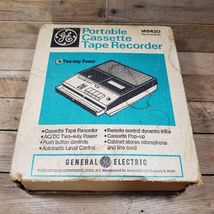 GE
Portable
Cassette
Tape Recorder
M8420
Two-way Power
• Cassette Tape Recorder
• AC/DC Two-way Power
• Push button controls
• Automatic Level Control
• Remote control dynamic mike
• Cassette Pop-up
• Cabinet stores microphone
and line cord
GENERAL ELECTRIC